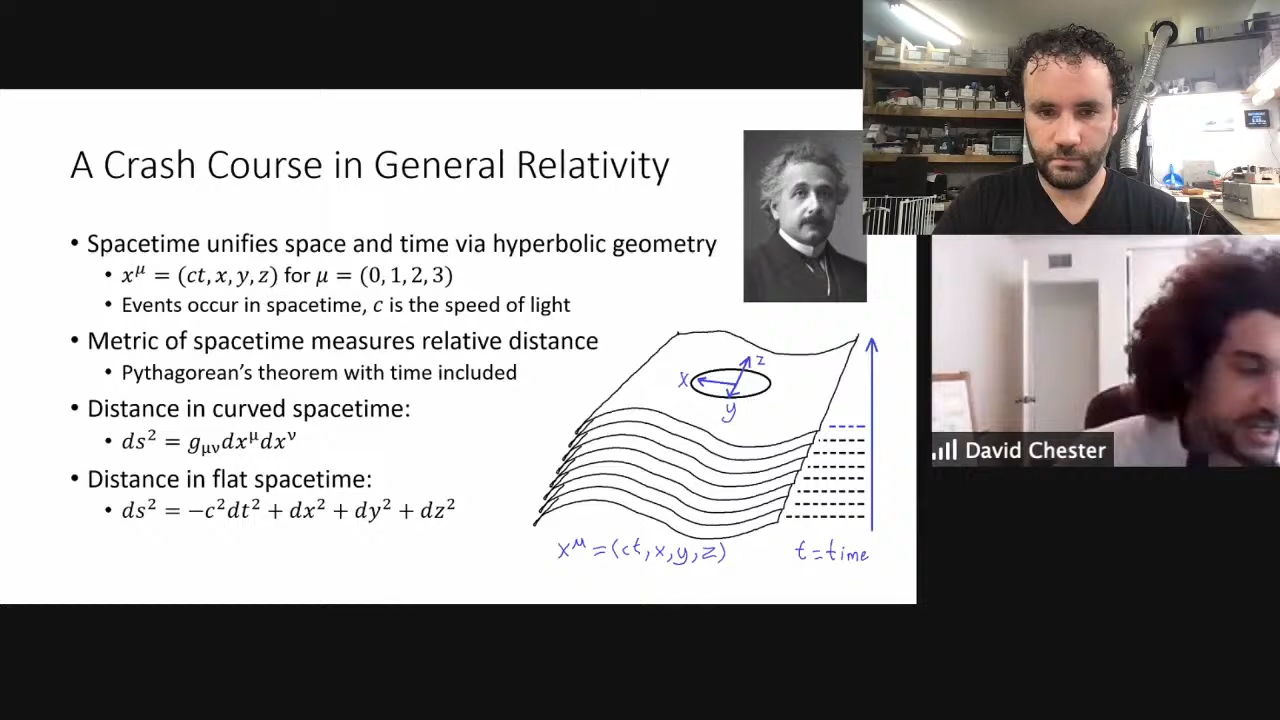 A Crash Course in General Relativity
• Spacetime unifies space and time via hyperbolic geometry
• x^μ = (ct, x, y, z) for μ = (0, 1, 2, 3)
• Events occur in spacetime, c is the speed of light
• Metric of spacetime measures relative distance
• Pythagorean's theorem with time included
• Distance in curved spacetime:
• ds² = g_μν dx^μ dx^ν
• Distance in flat spacetime:
• ds² = −c²dt² + dx² + dy² + dz²
x
z
y
x^μ = (ct, x, y, z)
t = time
David Chester